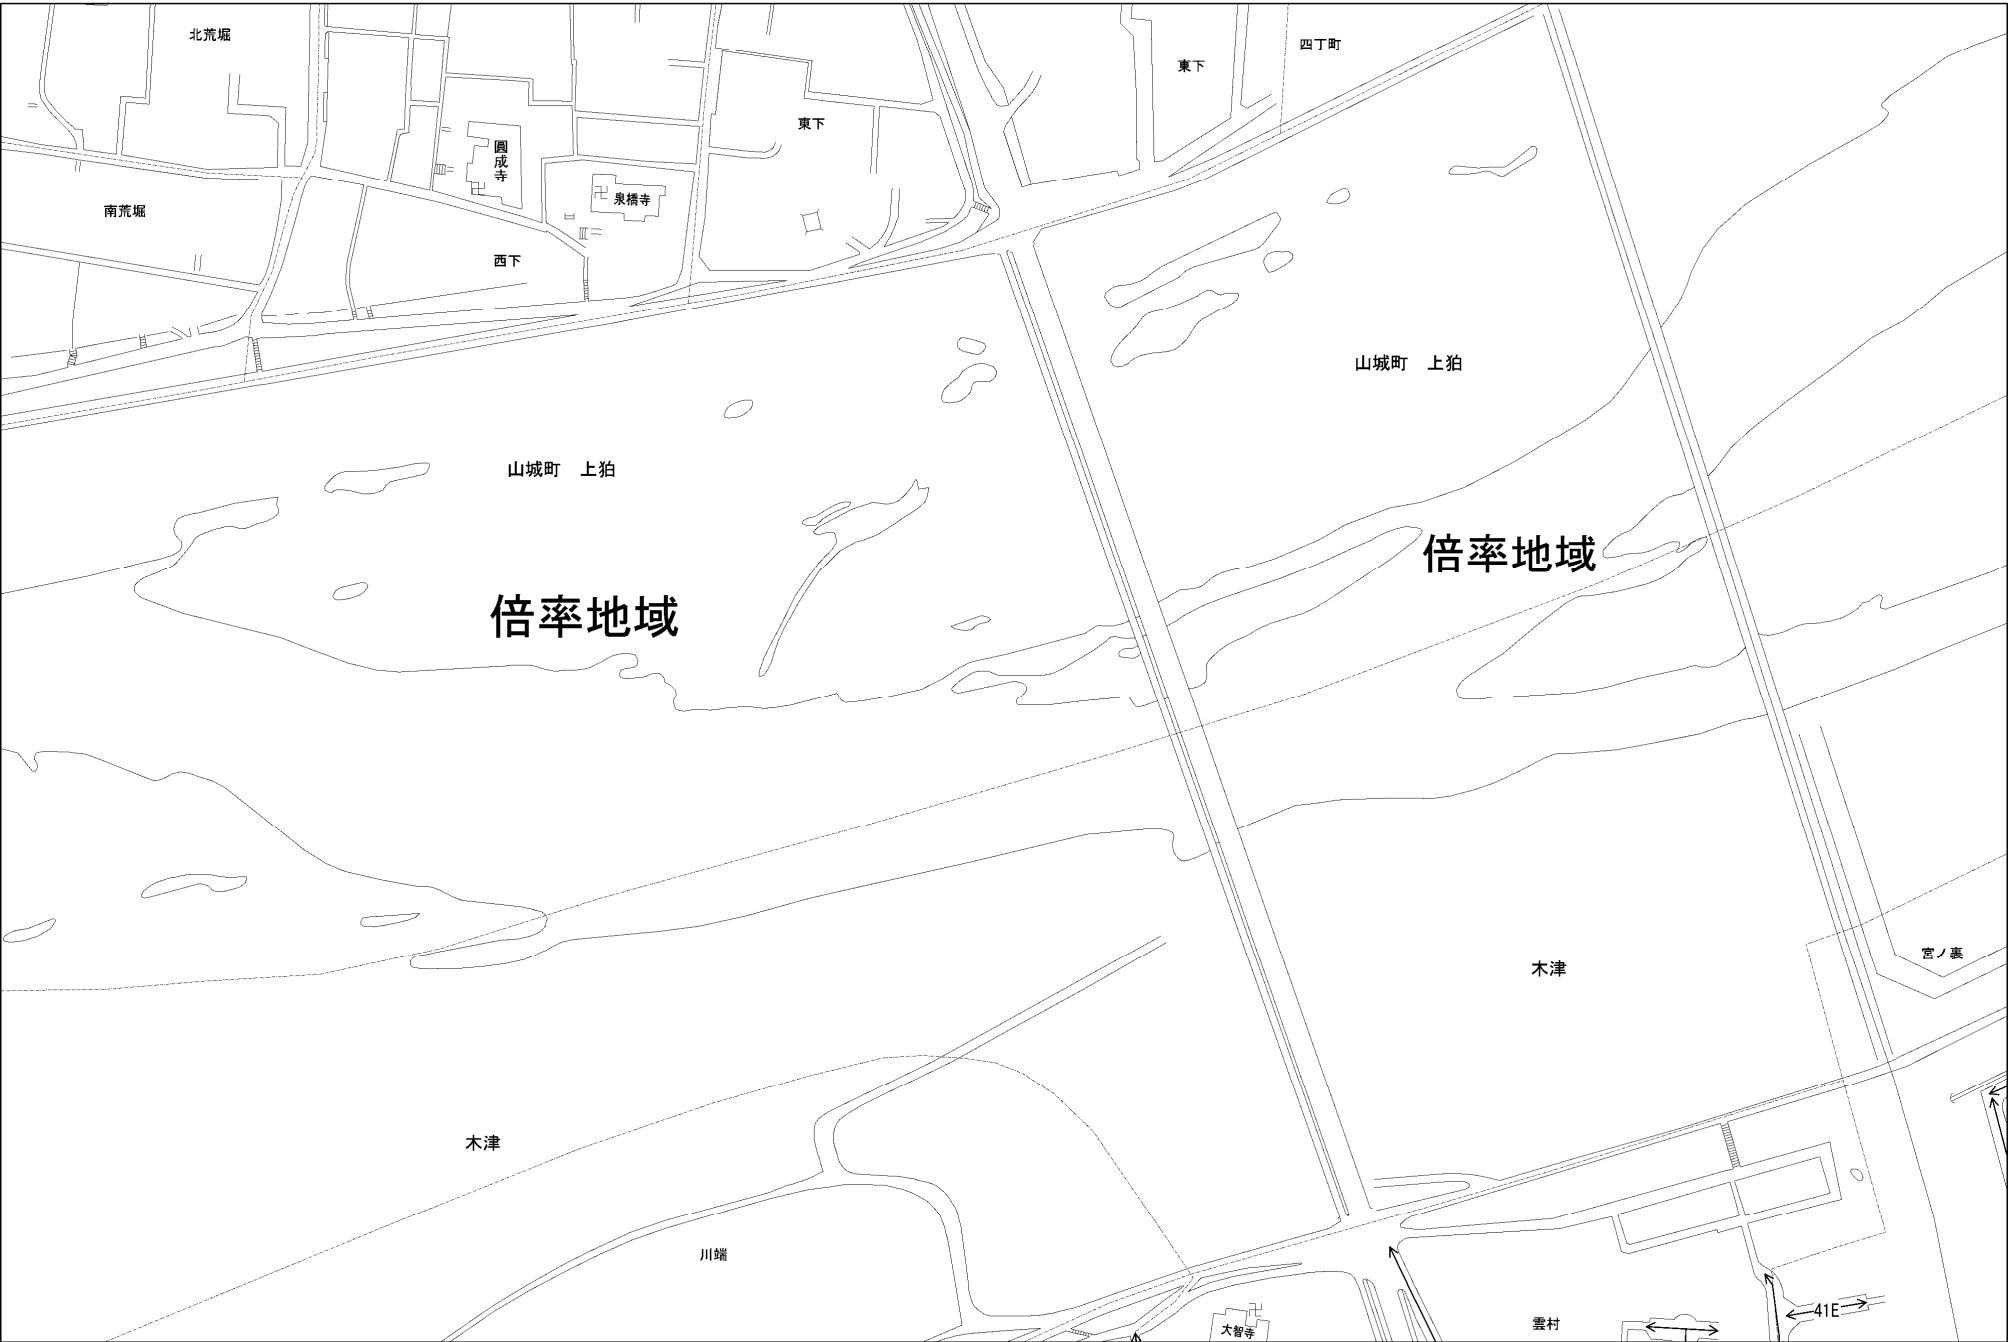 北荒堀
四丁町
東下
東下
圓成寺
泉橋寺
南荒堀
西下
山城町　上狛
山城町　上狛
倍率地域
倍率地域
宮ノ裏
木津
木津
川端
41E
雲村
大智寺